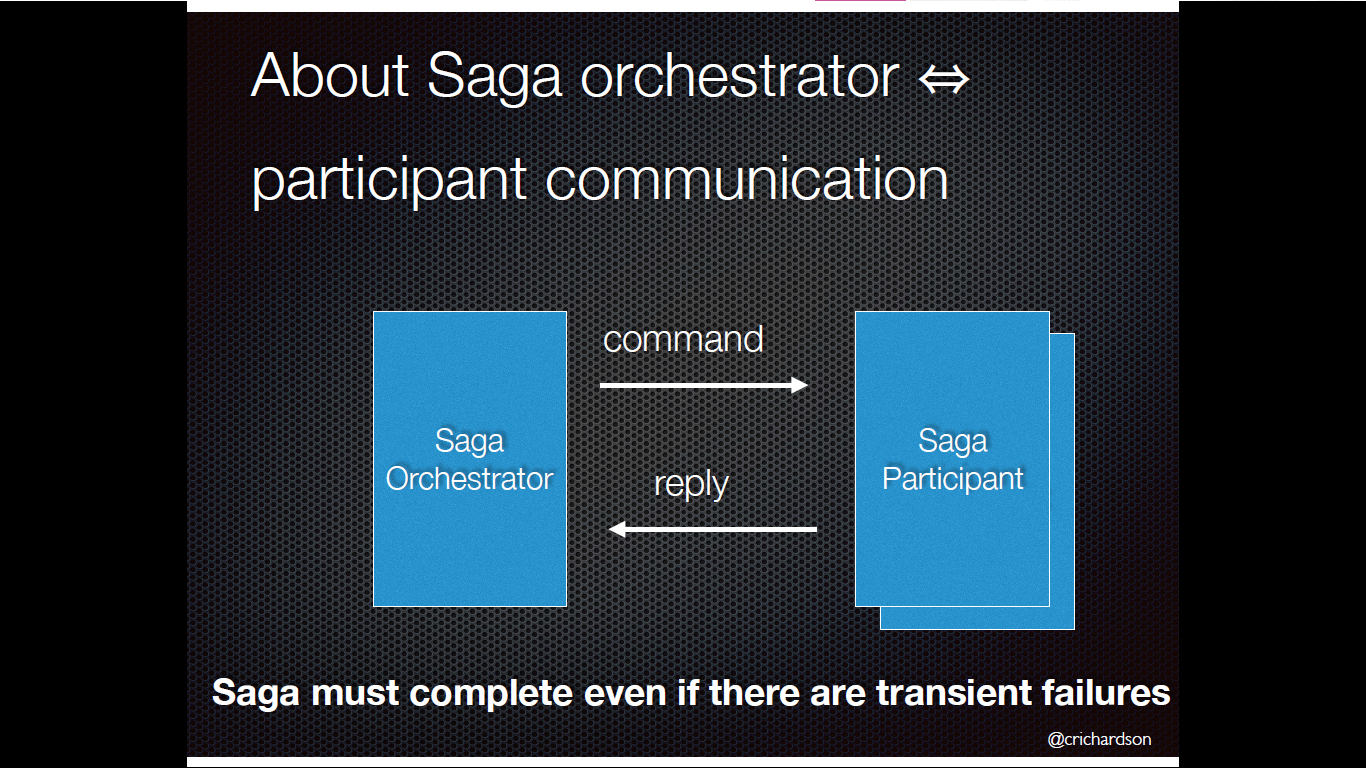 About Saga orchestrator ⇔
participant communication
command
Saga
Orchestrator
Saga
Participant
reply
Saga must complete even if there are transient failures
@crichardson